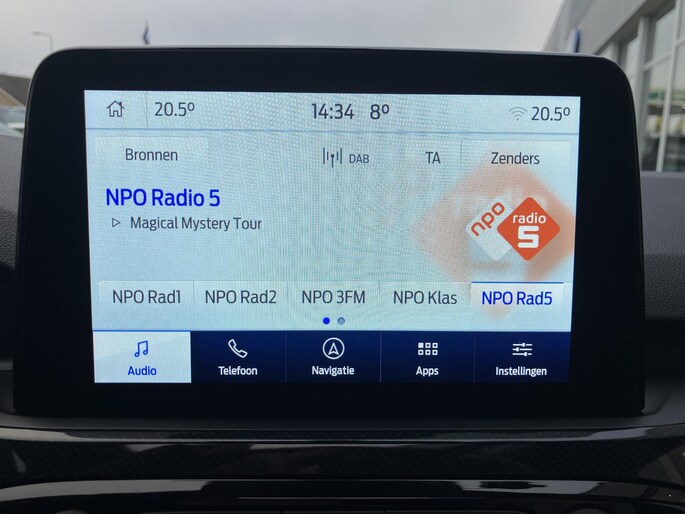 20.5° 14:34 8° 20.5°
Bronnen DAB TA Zenders
NPO Radio 5
Magical Mystery Tour
npo radio 5
NPO Rad1 NPO Rad2 NPO 3FM NPO Klas NPO Rad5
Audio Telefoon Navigatie Apps Instellingen